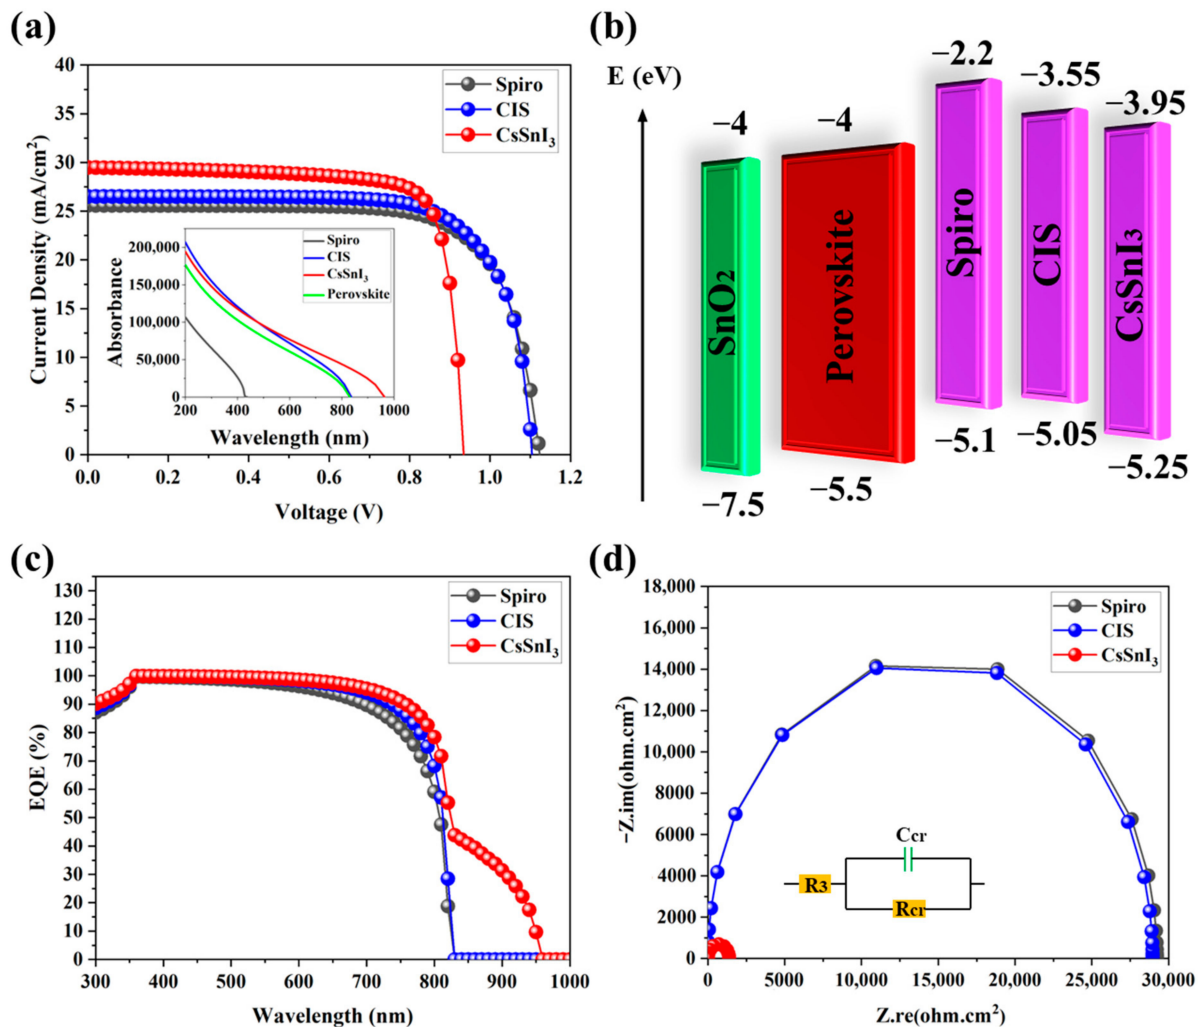 (a)
Current Density (mA/cm²)
40
35
30
25
20
15
10
5
0
0.0 0.2 0.4 0.6 0.8 1.0 1.2
Voltage (V)
Spiro
CIS
CsSnI₃
Absorbance
200,000
150,000
100,000
50,000
0
200 400 600 800 1000
Wavelength (nm)
Spiro
CIS
CsSnI₃
Perovskite
(b)
E (eV)
−4
SnO₂
−7.5
−4
Perovskite
−5.5
−2.2
Spiro
−5.1
−3.55
CIS
−5.05
−3.95
CsSnI₃
−5.25
(c)
EQE (%)
130
120
110
100
90
80
70
60
50
40
30
20
10
0
300 400 500 600 700 800 900 1000
Wavelength (nm)
Spiro
CIS
CsSnI₃
(d)
−Z.im(ohm.cm²)
18,000
16,000
14,000
12,000
10,000
8000
6000
4000
2000
0
0 5000 10,000 15,000 20,000 25,000 30,000
Z.re(ohm.cm²)
Spiro
CIS
CsSnI₃
Ccr
R3
Rcr